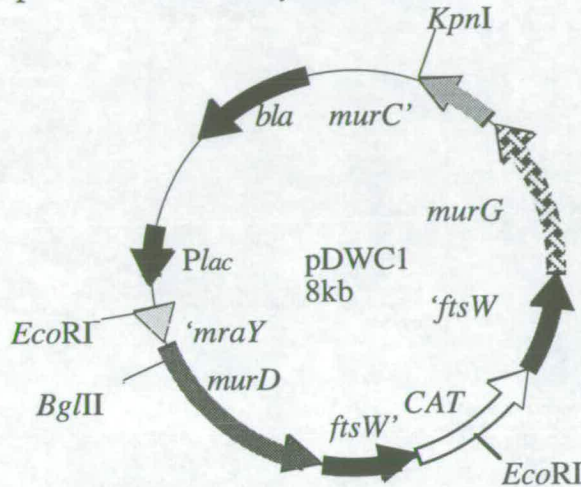 KpnI
bla
murC'
murG
Plac
pDWC1
8kb
'ftsW
EcoRI
'mraY
murD
BglII
ftsW'
CAT
EcoRI